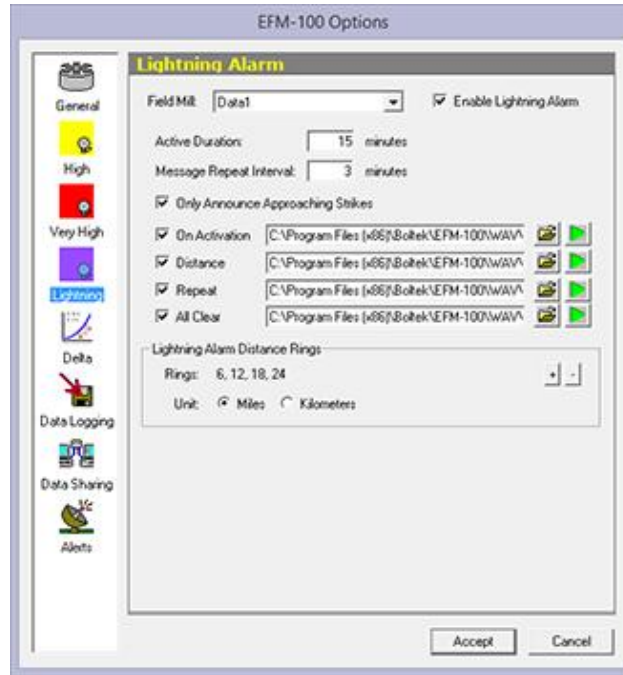 EFM-100 Options
General
High
Very High
Lightning
Delta
Data Logging
Data Sharing
Alerts
Lightning Alarm
Field Mill: Data1 Enable Lightning Alarm
Active Duration: 15 minutes
Message Repeat Interval: 3 minutes
Only Announce Approaching Strikes
On Activation C:\Program Files (x86)\Boltek\EFM-100\WAV\
Distance C:\Program Files (x86)\Boltek\EFM-100\WAV\
Repeat C:\Program Files (x86)\Boltek\EFM-100\WAV\
All Clear C:\Program Files (x86)\Boltek\EFM-100\WAV\
Lightning Alarm Distance Rings
Rings: 6, 12, 18, 24 + -
Unit: Miles Kilometers
Accept Cancel